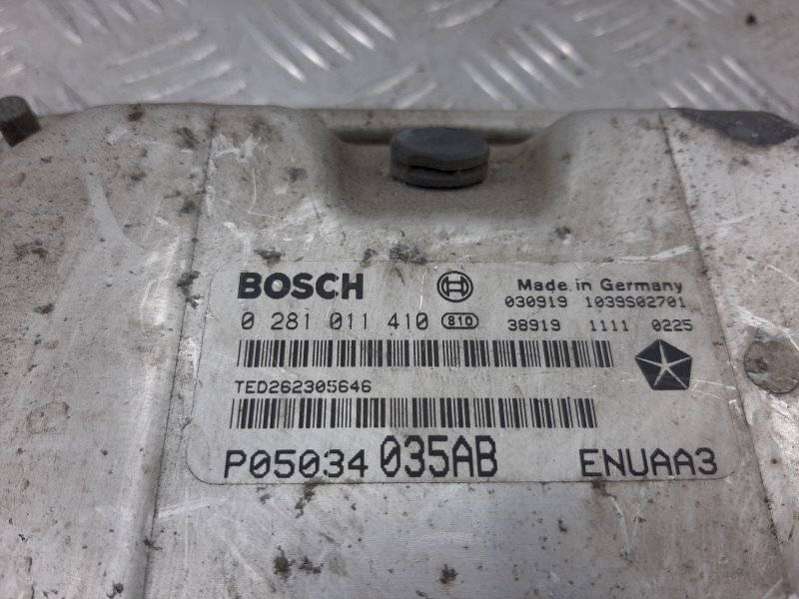 BOSCH Made in Germany
030919 1039S02701
0 281 011 410 810 38919 1111 0225
TED262305646
P05034 035AB ENUAA3